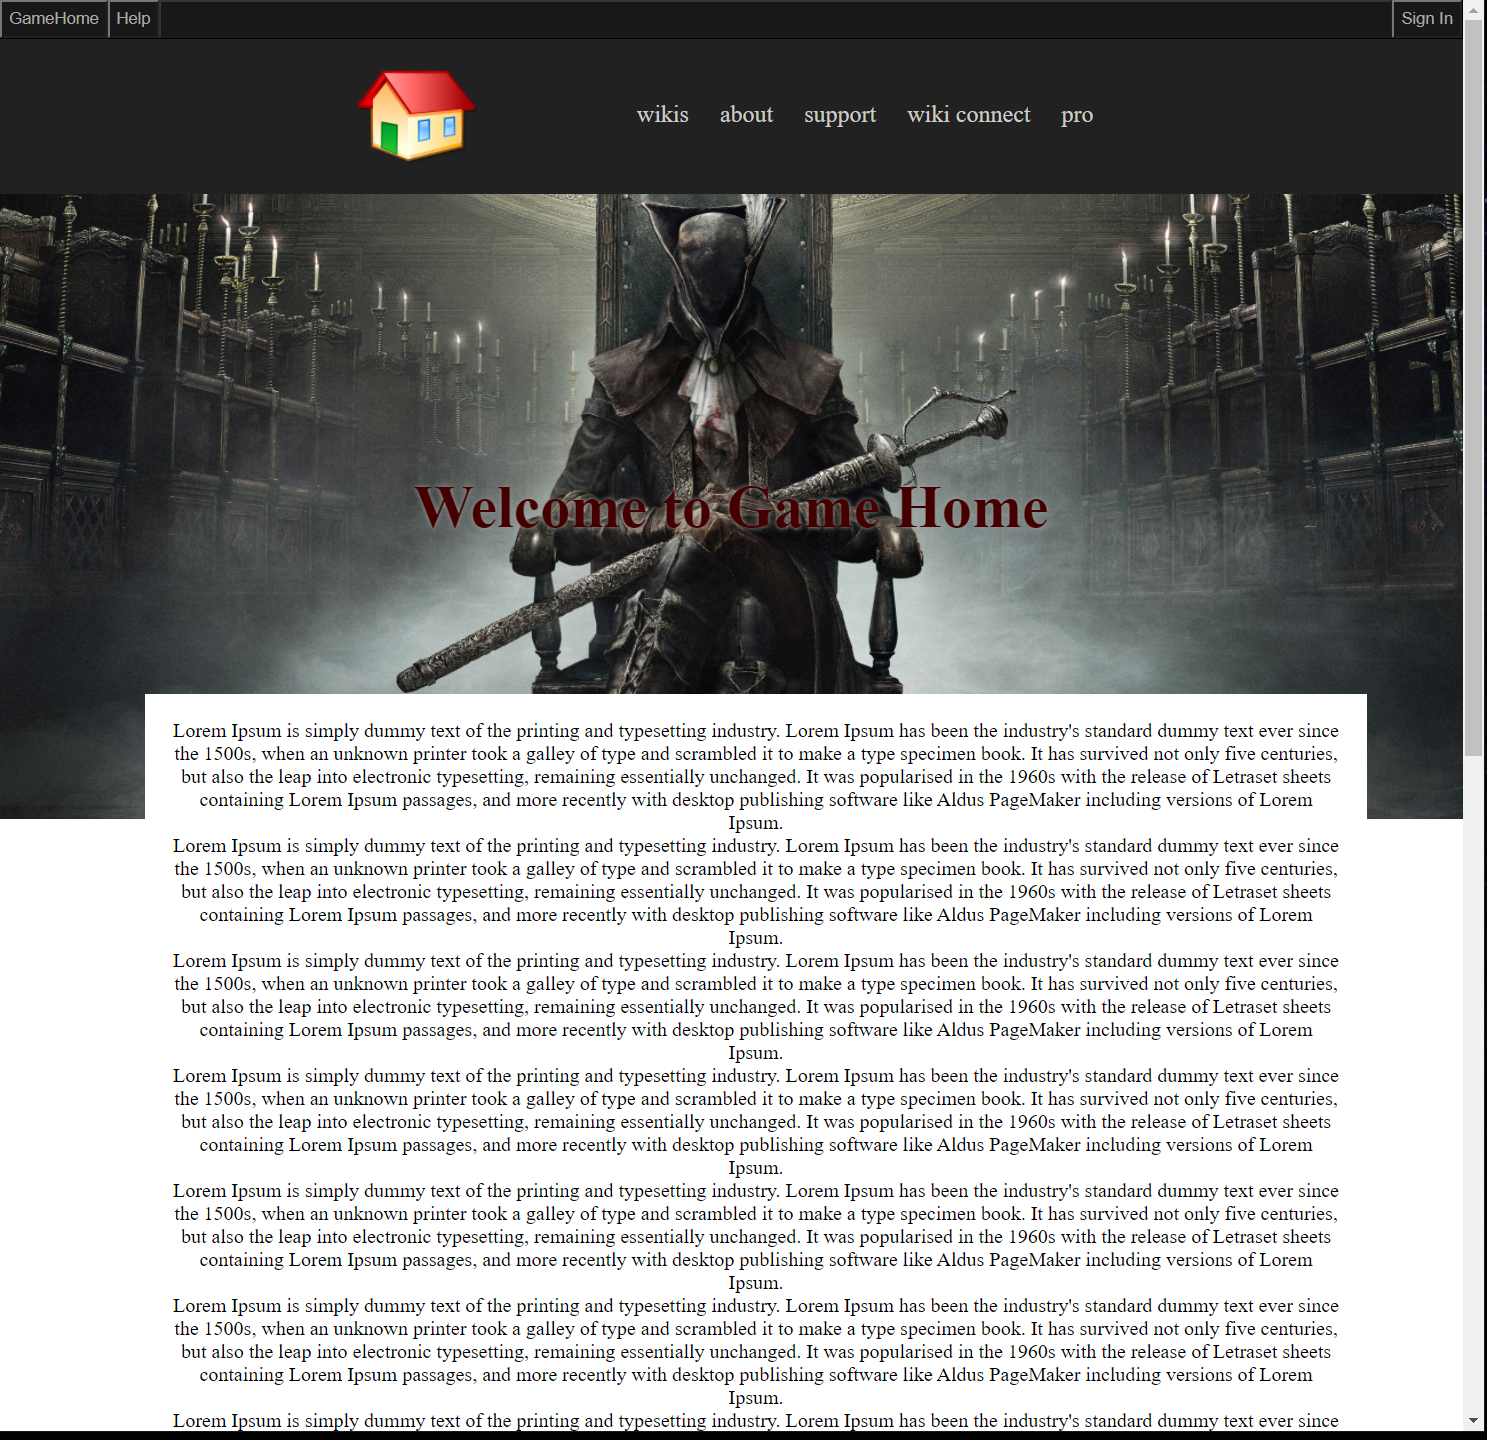 GameHome Help Sign In
wikis about support wiki connect pro
Welcome to Game Home
Lorem Ipsum is simply dummy text of the printing and typesetting industry. Lorem Ipsum has been the industry's standard dummy text ever since
the 1500s, when an unknown printer took a galley of type and scrambled it to make a type specimen book. It has survived not only five centuries,
but also the leap into electronic typesetting, remaining essentially unchanged. It was popularised in the 1960s with the release of Letraset sheets
containing Lorem Ipsum passages, and more recently with desktop publishing software like Aldus PageMaker including versions of Lorem
Ipsum.
Lorem Ipsum is simply dummy text of the printing and typesetting industry. Lorem Ipsum has been the industry's standard dummy text ever since
the 1500s, when an unknown printer took a galley of type and scrambled it to make a type specimen book. It has survived not only five centuries,
but also the leap into electronic typesetting, remaining essentially unchanged. It was popularised in the 1960s with the release of Letraset sheets
containing Lorem Ipsum passages, and more recently with desktop publishing software like Aldus PageMaker including versions of Lorem
Ipsum.
Lorem Ipsum is simply dummy text of the printing and typesetting industry. Lorem Ipsum has been the industry's standard dummy text ever since
the 1500s, when an unknown printer took a galley of type and scrambled it to make a type specimen book. It has survived not only five centuries,
but also the leap into electronic typesetting, remaining essentially unchanged. It was popularised in the 1960s with the release of Letraset sheets
containing Lorem Ipsum passages, and more recently with desktop publishing software like Aldus PageMaker including versions of Lorem
Ipsum.
Lorem Ipsum is simply dummy text of the printing and typesetting industry. Lorem Ipsum has been the industry's standard dummy text ever since
the 1500s, when an unknown printer took a galley of type and scrambled it to make a type specimen book. It has survived not only five centuries,
but also the leap into electronic typesetting, remaining essentially unchanged. It was popularised in the 1960s with the release of Letraset sheets
containing Lorem Ipsum passages, and more recently with desktop publishing software like Aldus PageMaker including versions of Lorem
Ipsum.
Lorem Ipsum is simply dummy text of the printing and typesetting industry. Lorem Ipsum has been the industry's standard dummy text ever since
the 1500s, when an unknown printer took a galley of type and scrambled it to make a type specimen book. It has survived not only five centuries,
but also the leap into electronic typesetting, remaining essentially unchanged. It was popularised in the 1960s with the release of Letraset sheets
containing Lorem Ipsum passages, and more recently with desktop publishing software like Aldus PageMaker including versions of Lorem
Ipsum.
Lorem Ipsum is simply dummy text of the printing and typesetting industry. Lorem Ipsum has been the industry's standard dummy text ever since
the 1500s, when an unknown printer took a galley of type and scrambled it to make a type specimen book. It has survived not only five centuries,
but also the leap into electronic typesetting, remaining essentially unchanged. It was popularised in the 1960s with the release of Letraset sheets
containing Lorem Ipsum passages, and more recently with desktop publishing software like Aldus PageMaker including versions of Lorem
Ipsum.
Lorem Ipsum is simply dummy text of the printing and typesetting industry. Lorem Ipsum has been the industry's standard dummy text ever since